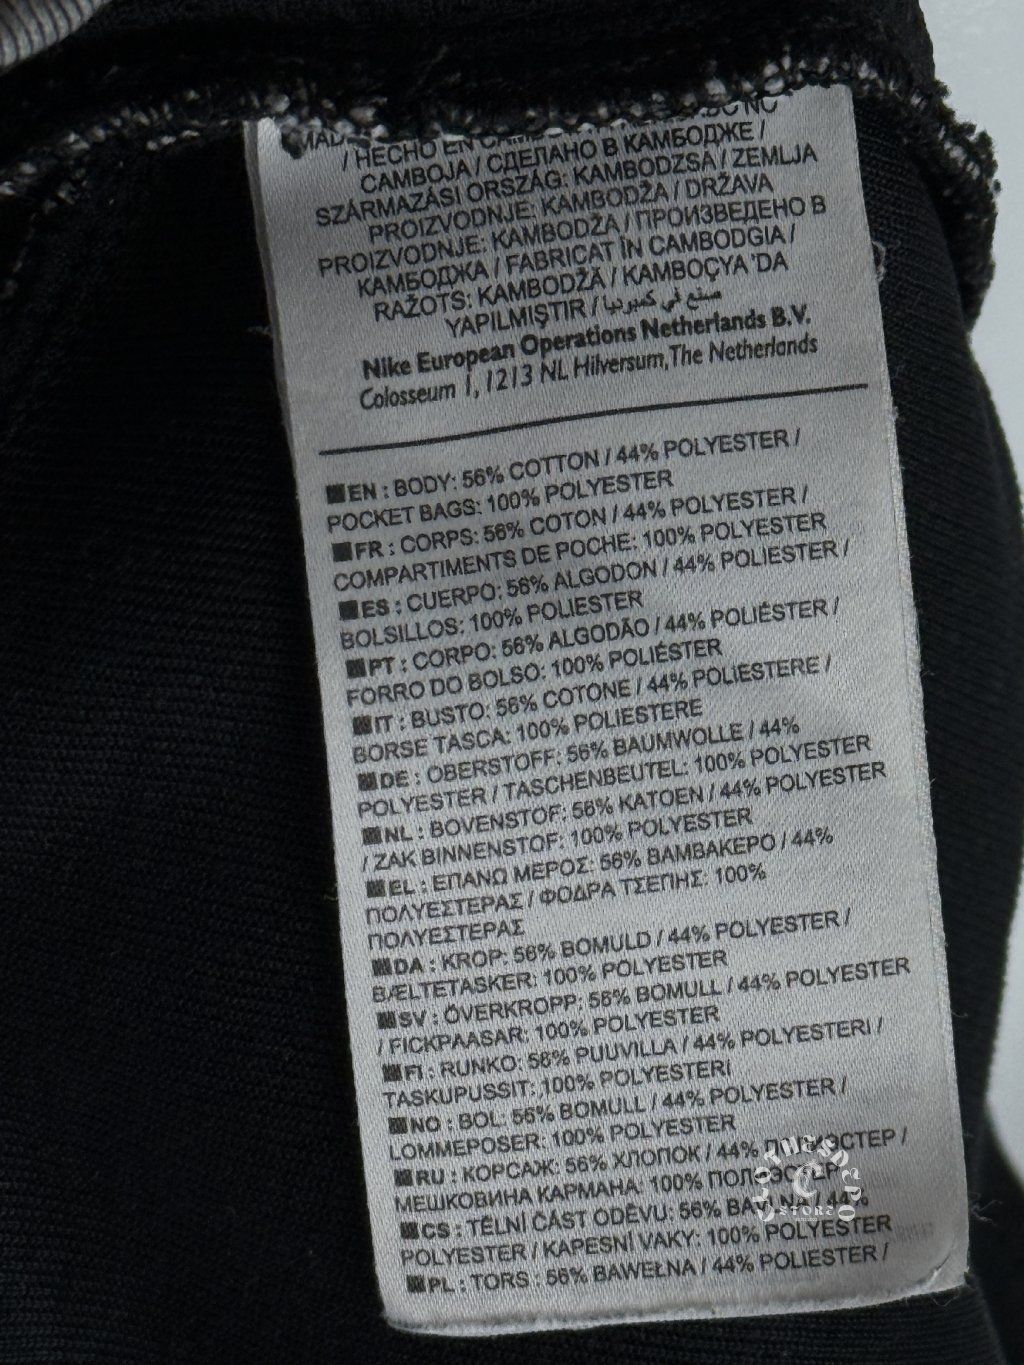 / HECHO EN
CAMBOJA / СДЕЛАНО В КАМБОДЖЕ /
SZÁRMAZÁSI ORSZÁG: KAMBODZSA / ZEMLJA
PROIZVODNJE: KAMBODŽA / DRŽAVA
PROIZVODNJE: KAMBODŽA / ПРОИЗВЕДЕНО В
КАМБОДЖА / FABRICAT ÎN CAMBODGIA /
RAŽOTS: KAMBODŽĀ / KAMBOÇYA 'DA
YAPILMIŞTIR / صنع في كمبوديا
Nike European Operations Netherlands B.V.
Colosseum 1, 1213 NL Hilversum, The Netherlands
EN : BODY: 56% COTTON / 44% POLYESTER /
POCKET BAGS: 100% POLYESTER
FR : CORPS: 56% COTON / 44% POLYESTER /
COMPARTIMENTS DE POCHE: 100% POLYESTER
ES : CUERPO: 56% ALGODON / 44% POLIESTER /
BOLSILLOS: 100% POLIESTER
PT : CORPO: 56% ALGODÃO / 44% POLIÉSTER /
FORRO DO BOLSO: 100% POLIÉSTER
IT : BUSTO: 56% COTONE / 44% POLIESTERE /
BORSE TASCA: 100% POLIESTERE
DE : OBERSTOFF: 56% BAUMWOLLE / 44%
POLYESTER / TASCHENBEUTEL: 100% POLYESTER
NL : BOVENSTOF: 56% KATOEN / 44% POLYESTER
/ ZAK BINNENSTOF: 100% POLYESTER
EL : ΕΠΑΝΩ ΜΕΡΟΣ: 56% ΒΑΜΒΑΚΕΡΟ / 44%
ΠΟΛΥΕΣΤΕΡΑΣ / ΦΟΔΡΑ ΤΣΕΠΗΣ: 100%
ΠΟΛΥΕΣΤΕΡΑΣ
DA : KROP: 56% BOMULD / 44% POLYESTER /
BÆLTETASKER: 100% POLYESTER
SV : ÖVERKROPP: 56% BOMULL / 44% POLYESTER
/ FICKPAASAR: 100% POLYESTER
FI : RUNKO: 56% PUUVILLA / 44% POLYESTERI /
TASKUPUSSIT: 100% POLYESTERI
NO : BOL: 56% BOMULL / 44% POLYESTER /
LOMMEPOSER: 100% POLYESTER
RU : КОРСАЖ: 56% ХЛОПОК / 44% ПОЛИЭСТЕР /
МЕШКОВИНА КАРМАНА: 100% ПОЛИЭСТЕР
CS : TĚLNÍ ČÁST ODĚVU: 56% BAVLNA / 44%
POLYESTER / KAPESNÍ VAKY: 100% POLYESTER
PL : TORS : 56% BAWEŁNA / 44% POLIESTER /